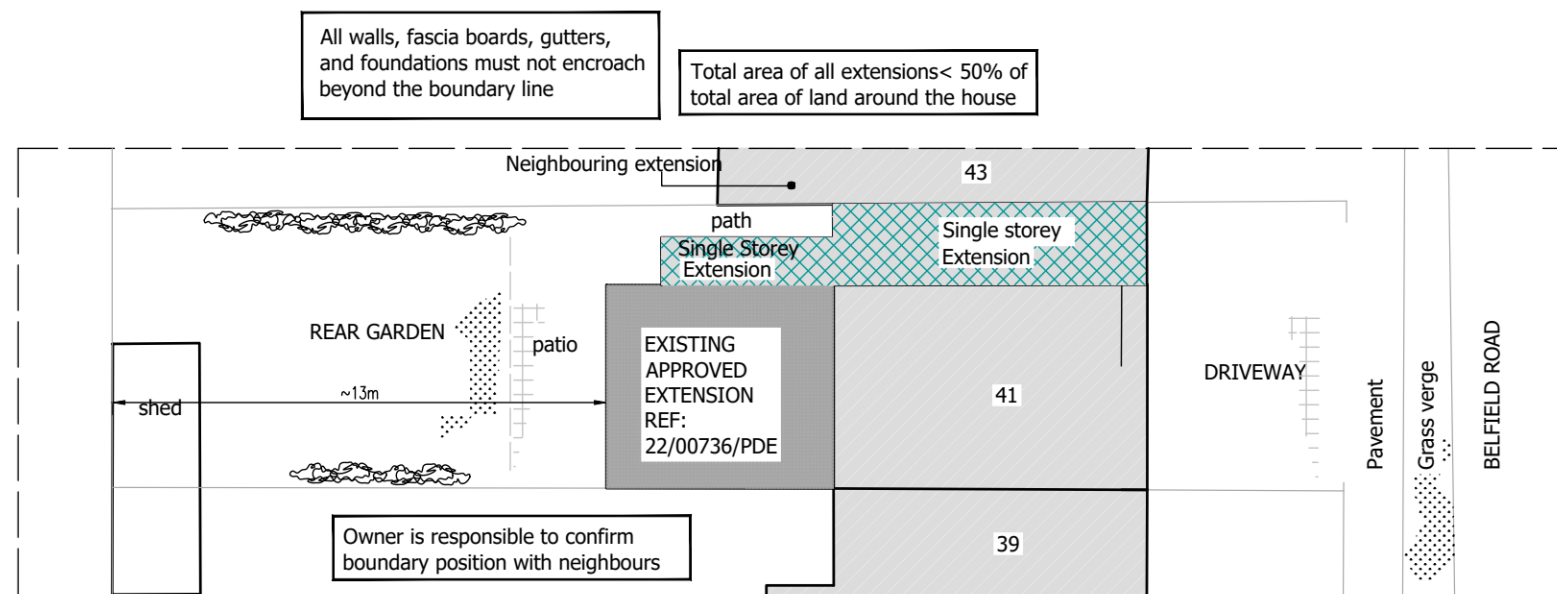 All walls, fascia boards, gutters,
and foundations must not encroach
beyond the boundary line
Total area of all extensions< 50% of
total area of land around the house
Neighbouring extension
43
path
Single Storey
Extension
Single storey
Extension
REAR GARDEN
patio
EXISTING
APPROVED
EXTENSION
REF:
22/00736/PDE
41
DRIVEWAY
Pavement
Grass verge
BELFIELD ROAD
~13m
shed
Owner is responsible to confirm
boundary position with neighbours
39